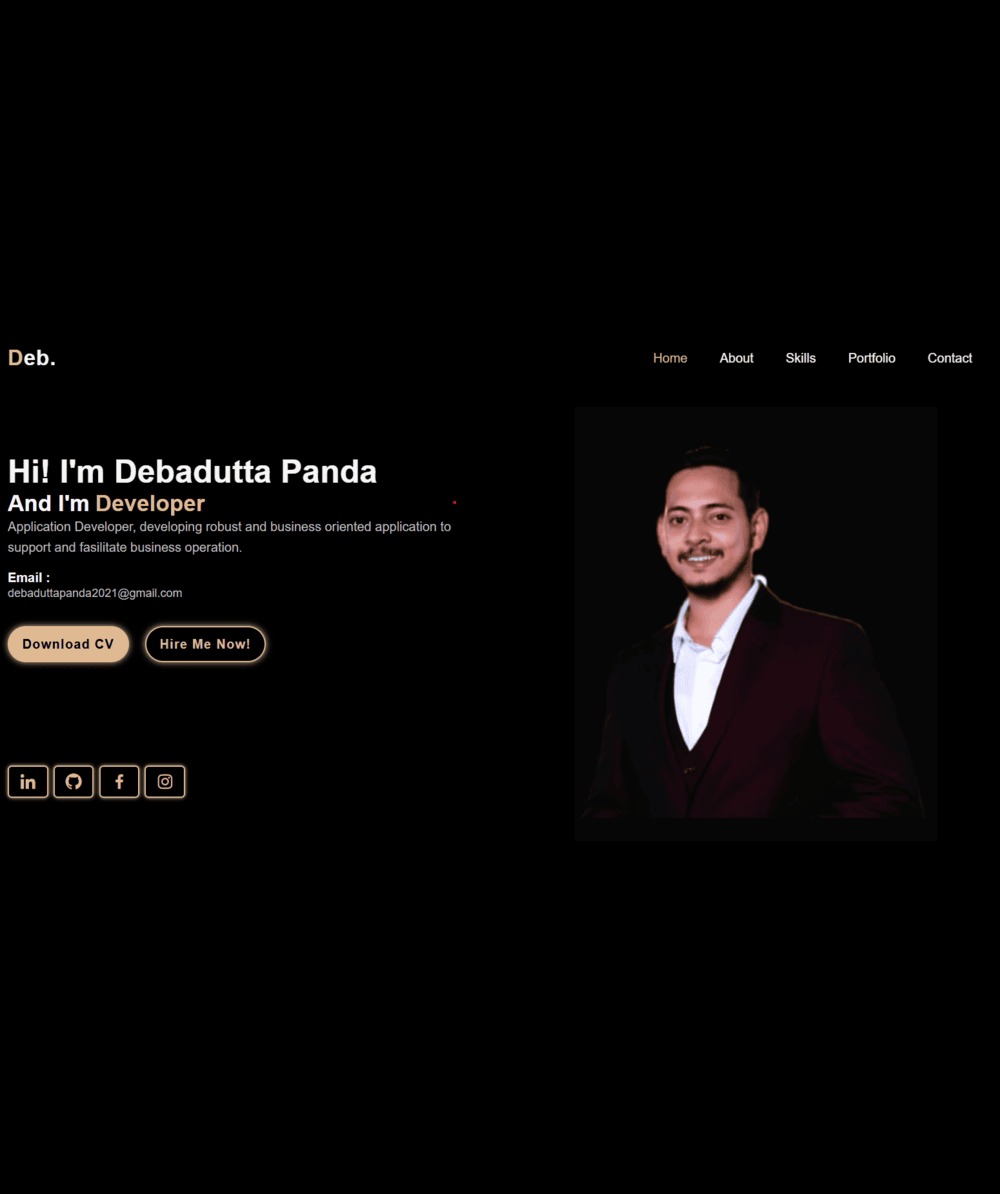 Deb.
Home About Skills Portfolio Contact
Hi! I'm Debadutta Panda
And I'm Developer
Application Developer, developing robust and business oriented application to
support and fasilitate business operation.
Email :
debaduttapanda2021@gmail.com
Download CV Hire Me Now!